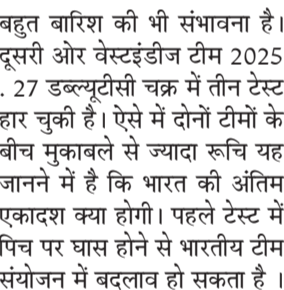 बहुत बारिश की भी संभावना है।
दूसरी ओर वेस्टइंडीज टीम 2025
. 27 डब्ल्यूटीसी चक्र में तीन टेस्ट
हार चुकी है। ऐसे में दोनों टीमों के
बीच मुकाबले से ज्यादा रूचि यह
जानने में है कि भारत की अंतिम
एकादश क्या होगी। पहले टेस्ट में
पिच पर घास होने से भारतीय टीम
संयोजन में बदलाव हो सकता है ।